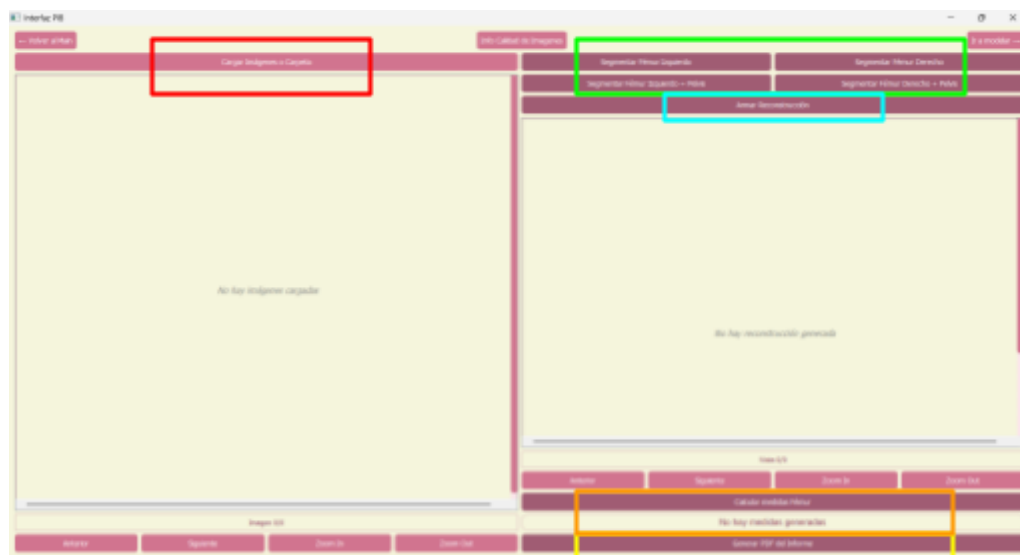 Interfaz PIB
← Volver al Main
Info Calidad de Imagenes
Ir a modelar →
Cargar Imágenes o Carpeta
Segmentar Fémur Izquierdo
Segmentar Fémur Derecho
Segmentar Fémur Izquierdo + Pelvis
Segmentar Fémur Derecho + Pelvis
Armar Reconstrucción
No hay imágenes cargadas
No hay reconstrucción generada
Anterior
Siguiente
Zoom In
Zoom Out
Calcular medidas Fémur
Imagen 0/0
No hay medidas generadas
Anterior
Siguiente
Zoom In
Zoom Out
Generar PDF del Informe